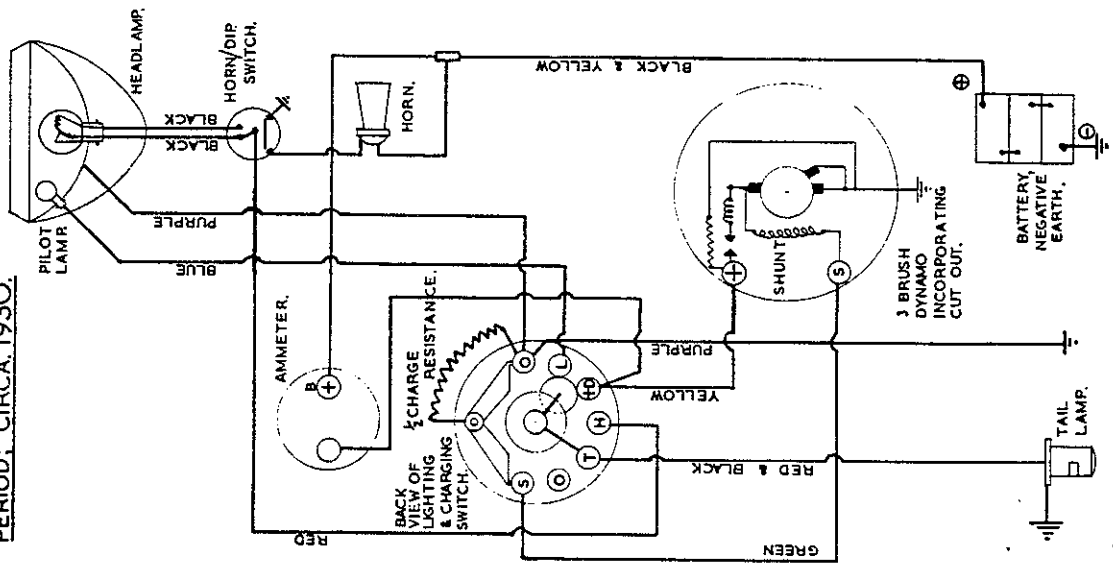 PERIOD; CIRCA. 1930.
HEADLAMP.
PILOT
LAMP
HORN/DIP
SWITCH.
BLACK
BLACK
HORN.
PURPLE
BLUE
BLACK & YELLOW
AMMETER.
B
+
½ CHARGE
RESISTANCE.
BACK
VIEW OF
LIGHTING
& CHARGING
SWITCH.
O
O
L
+D
H
T
O
S
RED
YELLOW
PURPLE
RED & BLACK
GREEN
+
SHUNT
S
3 BRUSH
DYNAMO
INCORPORATING
CUT OUT.
+
-
BATTERY,
NEGATIVE
EARTH.
TAIL
LAMP.